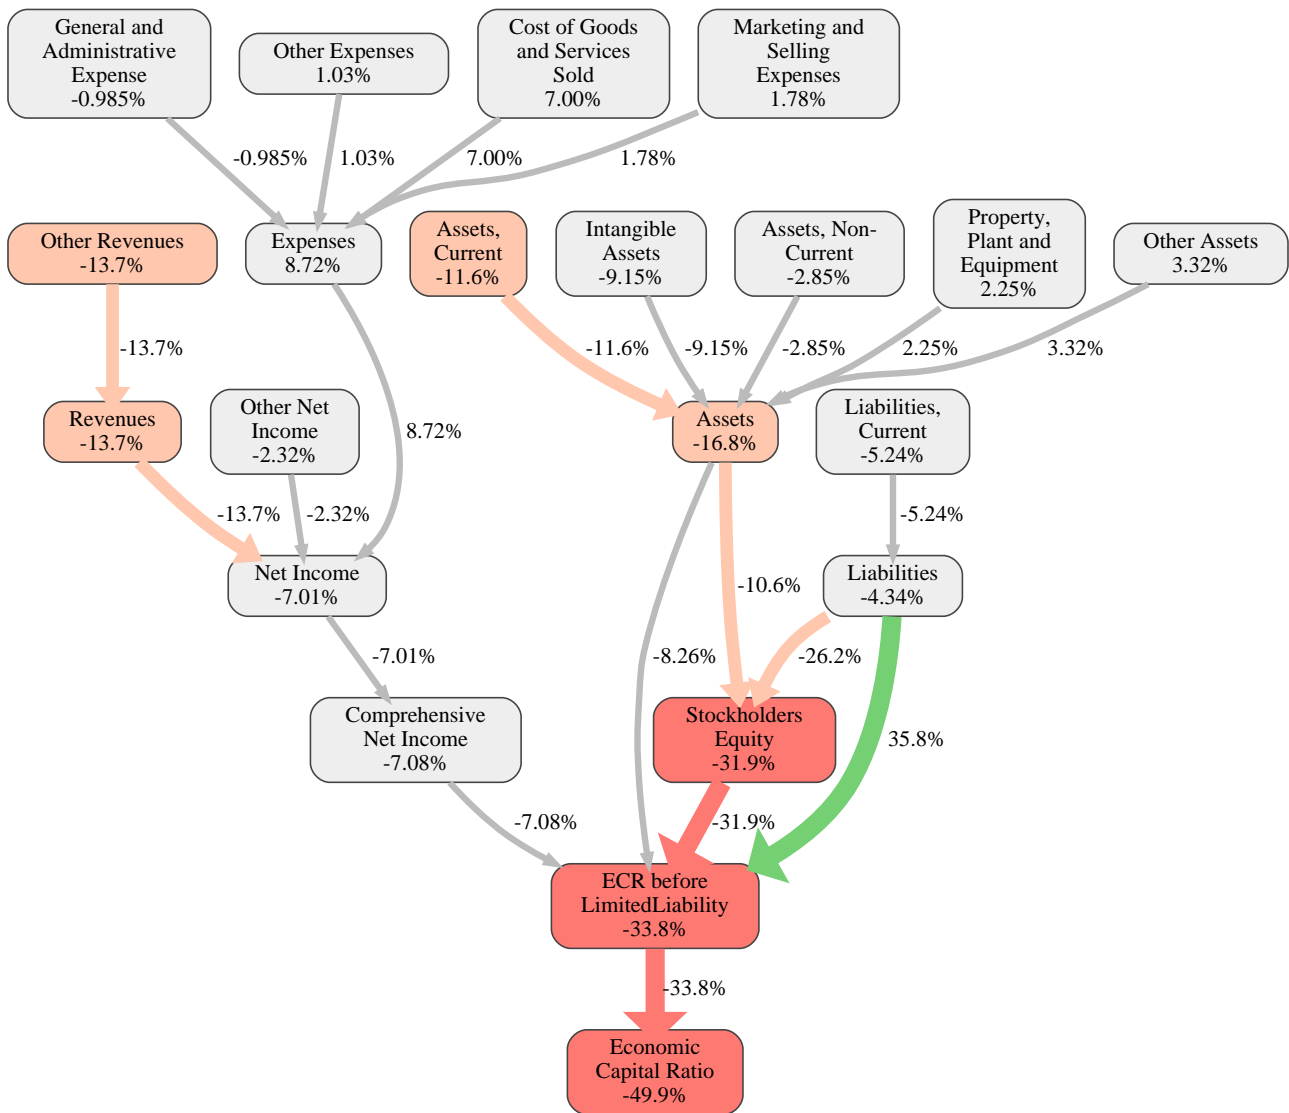 General and
Administrative
Expense
-0.985%
Other Expenses
1.03%
Cost of Goods
and Services
Sold
7.00%
Marketing and
Selling
Expenses
1.78%
-0.985%
1.03%
7.00%
1.78%
Other Revenues
-13.7%
Expenses
8.72%
Assets,
Current
-11.6%
Intangible
Assets
-9.15%
Assets, Non-
Current
-2.85%
Property,
Plant and
Equipment
2.25%
Other Assets
3.32%
-13.7%
-11.6%
-9.15%
-2.85%
2.25%
3.32%
Revenues
-13.7%
Other Net
Income
-2.32%
8.72%
Assets
-16.8%
Liabilities,
Current
-5.24%
-13.7%
-2.32%
-5.24%
Net Income
-7.01%
-10.6%
Liabilities
-4.34%
-7.01%
-8.26%
-26.2%
Comprehensive
Net Income
-7.08%
Stockholders
Equity
-31.9%
35.8%
-7.08%
-31.9%
ECR before
LimitedLiability
-33.8%
-33.8%
Economic
Capital Ratio
-49.9%